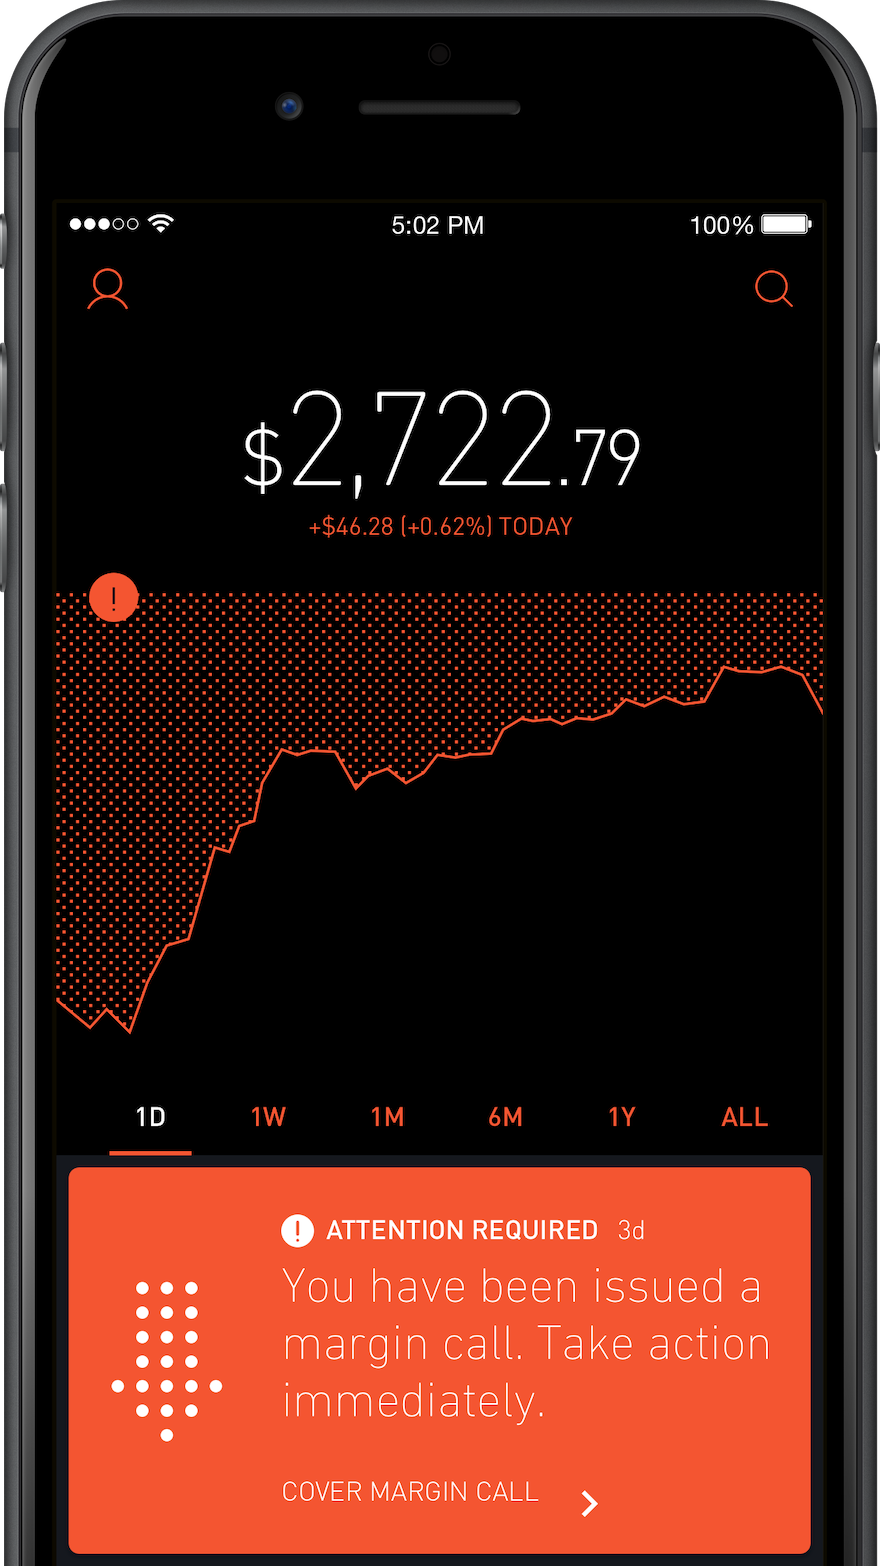 5:02 PM
100%
$2,722.79
+$46.28 (+0.62%) TODAY
!
1D 1W 1M 6M 1Y ALL
! ATTENTION REQUIRED 3d
You have been issued a
margin call. Take action
immediately.
COVER MARGIN CALL